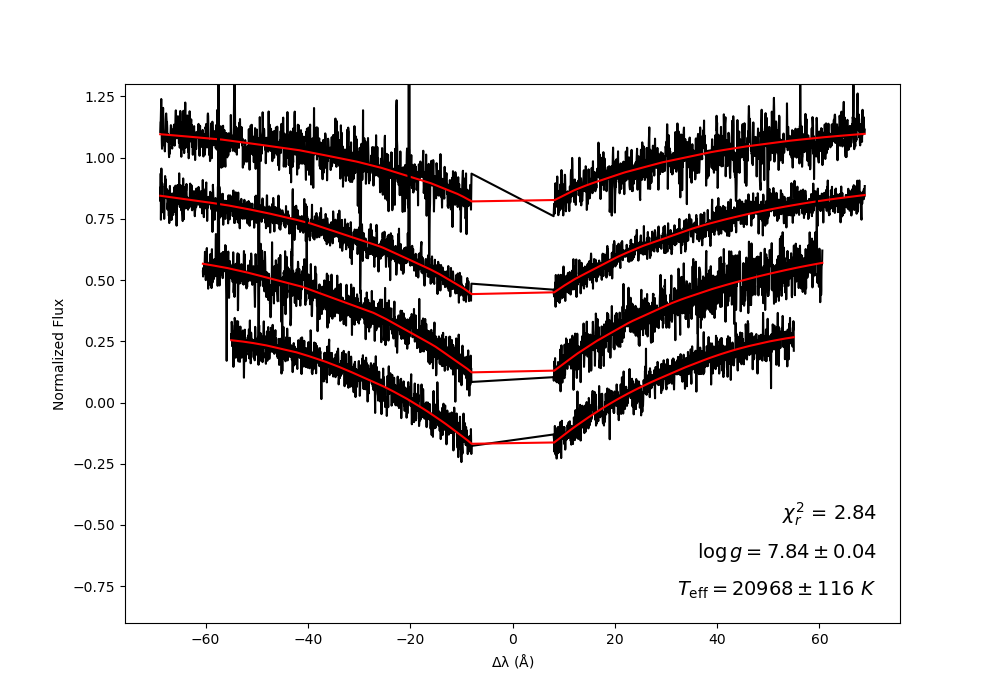 1.25
1.00
0.75
0.50
0.25
0.00
−0.25
−0.50
−0.75
Normalized Flux
χ²ᵣ = 2.84
log g = 7.84 ± 0.04
T_eff = 20968 ± 116 K
−60 −40 −20 0 20 40 60
Δλ (Å)